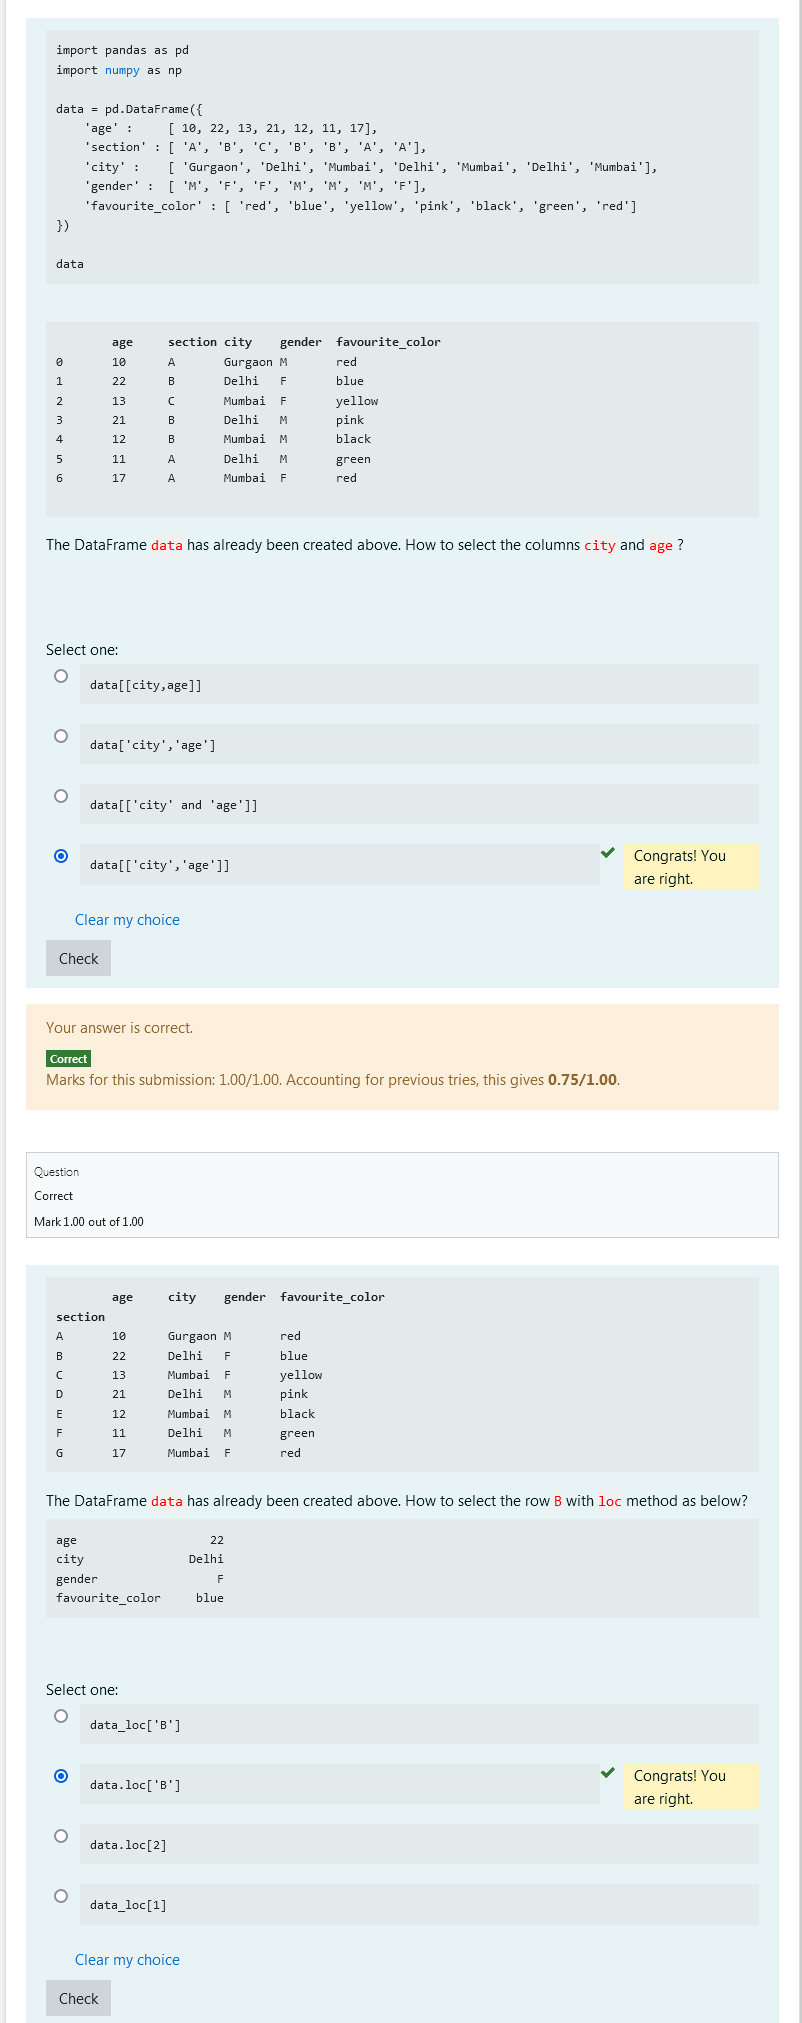 import pandas as pd
import numpy as np
data = pd.DataFrame({
'age' :     [ 10, 22, 13, 21, 12, 11, 17],
'section' : [ 'A', 'B', 'C', 'B', 'B', 'A', 'A'],
'city' :    [ 'Gurgaon', 'Delhi', 'Mumbai', 'Delhi', 'Mumbai', 'Delhi', 'Mumbai'],
'gender' :  [ 'M', 'F', 'F', 'M', 'M', 'M', 'F'],
'favourite_color' : [ 'red', 'blue', 'yellow', 'pink', 'black', 'green', 'red']
})
data
age section city gender favourite_color
0 10 A Gurgaon M red
1 22 B Delhi F blue
2 13 C Mumbai F yellow
3 21 B Delhi M pink
4 12 B Mumbai M black
5 11 A Delhi M green
6 17 A Mumbai F red
The DataFrame data has already been created above. How to select the columns city and age ?
Select one:
data[[city,age]]
data['city','age']
data[['city' and 'age']]
data[['city','age']]
Congrats! You
are right.
Clear my choice
Check
Your answer is correct.
Correct
Marks for this submission: 1.00/1.00. Accounting for previous tries, this gives 0.75/1.00.
Question
Correct
Mark 1.00 out of 1.00
age city gender favourite_color
section
A 10 Gurgaon M red
B 22 Delhi F blue
C 13 Mumbai F yellow
D 21 Delhi M pink
E 12 Mumbai M black
F 11 Delhi M green
G 17 Mumbai F red
The DataFrame data has already been created above. How to select the row B with loc method as below?
age 22
city Delhi
gender F
favourite_color blue
Select one:
data_loc['B']
data.loc['B']
Congrats! You
are right.
data.loc[2]
data_loc[1]
Clear my choice
Check